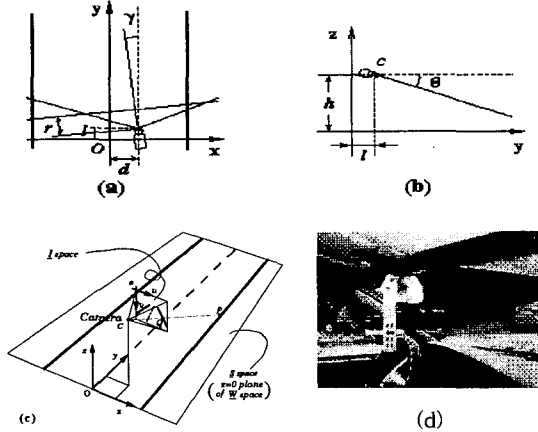 y
γ
r
l
O
x
d
(a)
z
C
Θ
h
y
l
(b)
I space
u
Camera
C
P
z
y
O
x
S space
z=0 plane
of W space
(c)
(d)